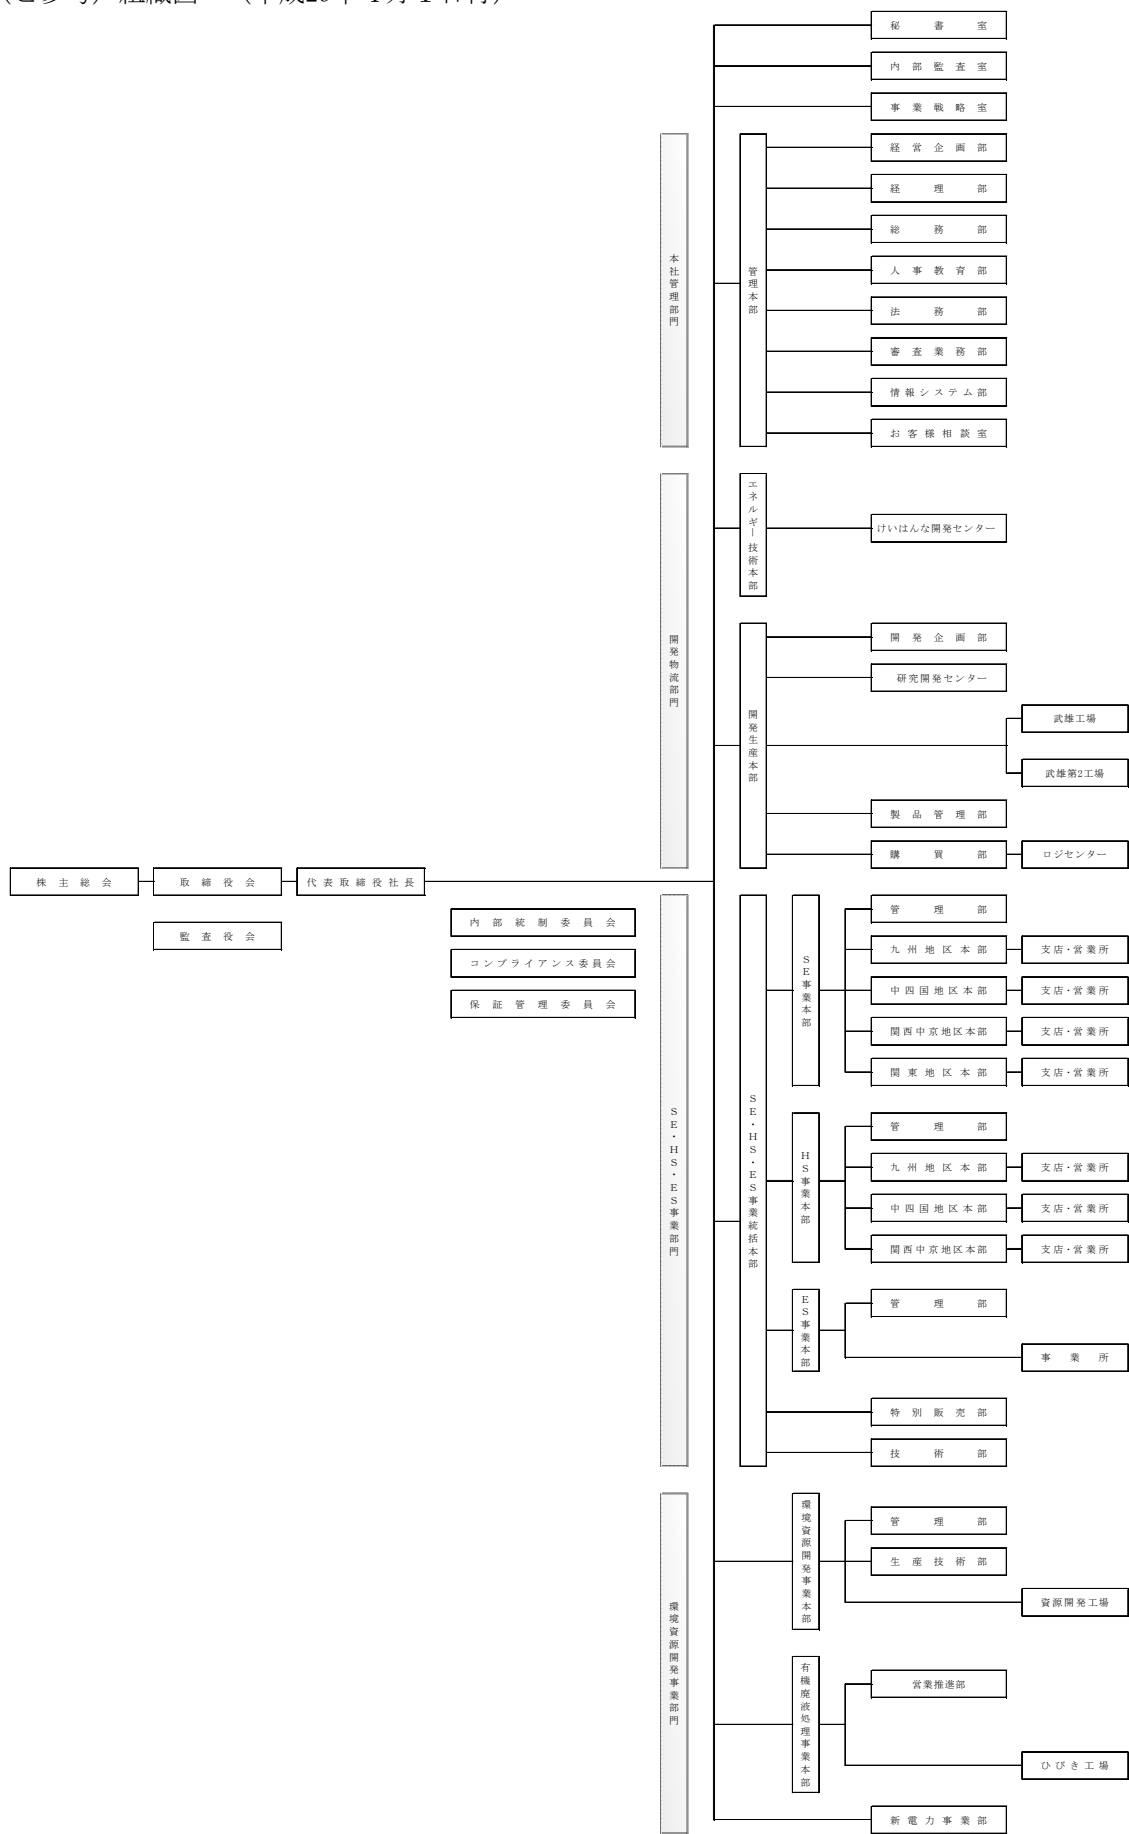 秘書室
内部監査室
事業戦略室
本社管理部門
管理本部
経営企画部
経理部
総務部
人事教育部
法務部
審査業務部
情報システム部
お客様相談室
開発物流部門
エネルギー技術本部
けいはんな開発センター
開発生産本部
開発企画部
研究開発センター
武雄工場
武雄第2工場
製品管理部
購買部
ロジセンター
株主総会
取締役会
代表取締役社長
監査役会
内部統制委員会
コンプライアンス委員会
保証管理委員会
SE・HS・ES事業部門
SE・HS・ES事業統括本部
SE事業本部
管理部
九州地区本部
支店・営業所
中四国地区本部
支店・営業所
関西中京地区本部
支店・営業所
関東地区本部
支店・営業所
HS事業本部
管理部
九州地区本部
支店・営業所
中四国地区本部
支店・営業所
関西中京地区本部
支店・営業所
ES事業本部
管理部
事業所
特別販売部
技術部
環境資源開発事業部門
環境資源開発事業本部
管理部
生産技術部
資源開発工場
有機廃液処理事業本部
営業推進部
ひびき工場
新電力事業部